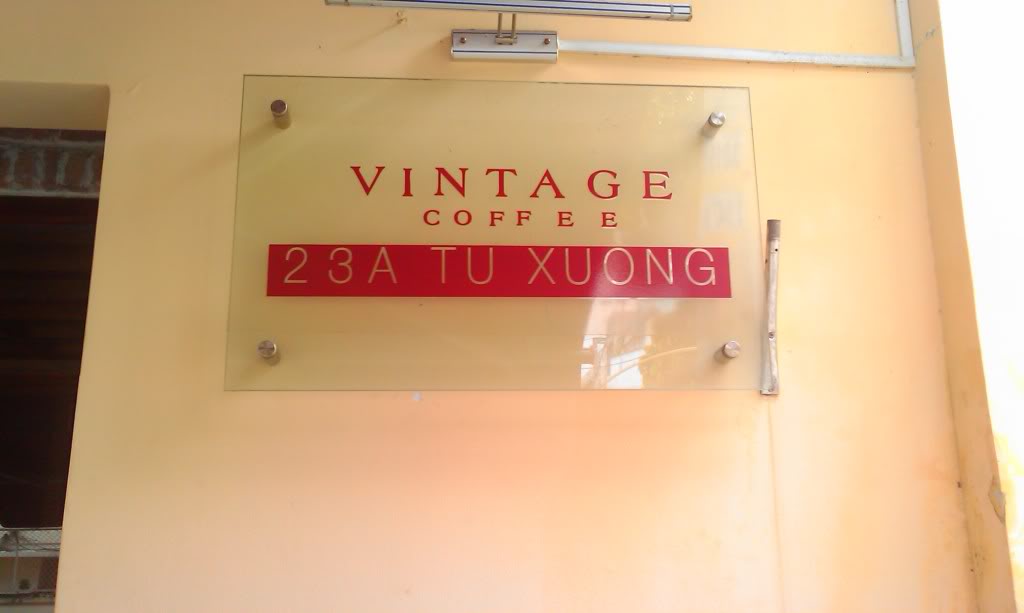 VINTAGE
COFFEE
23A TU XUONG